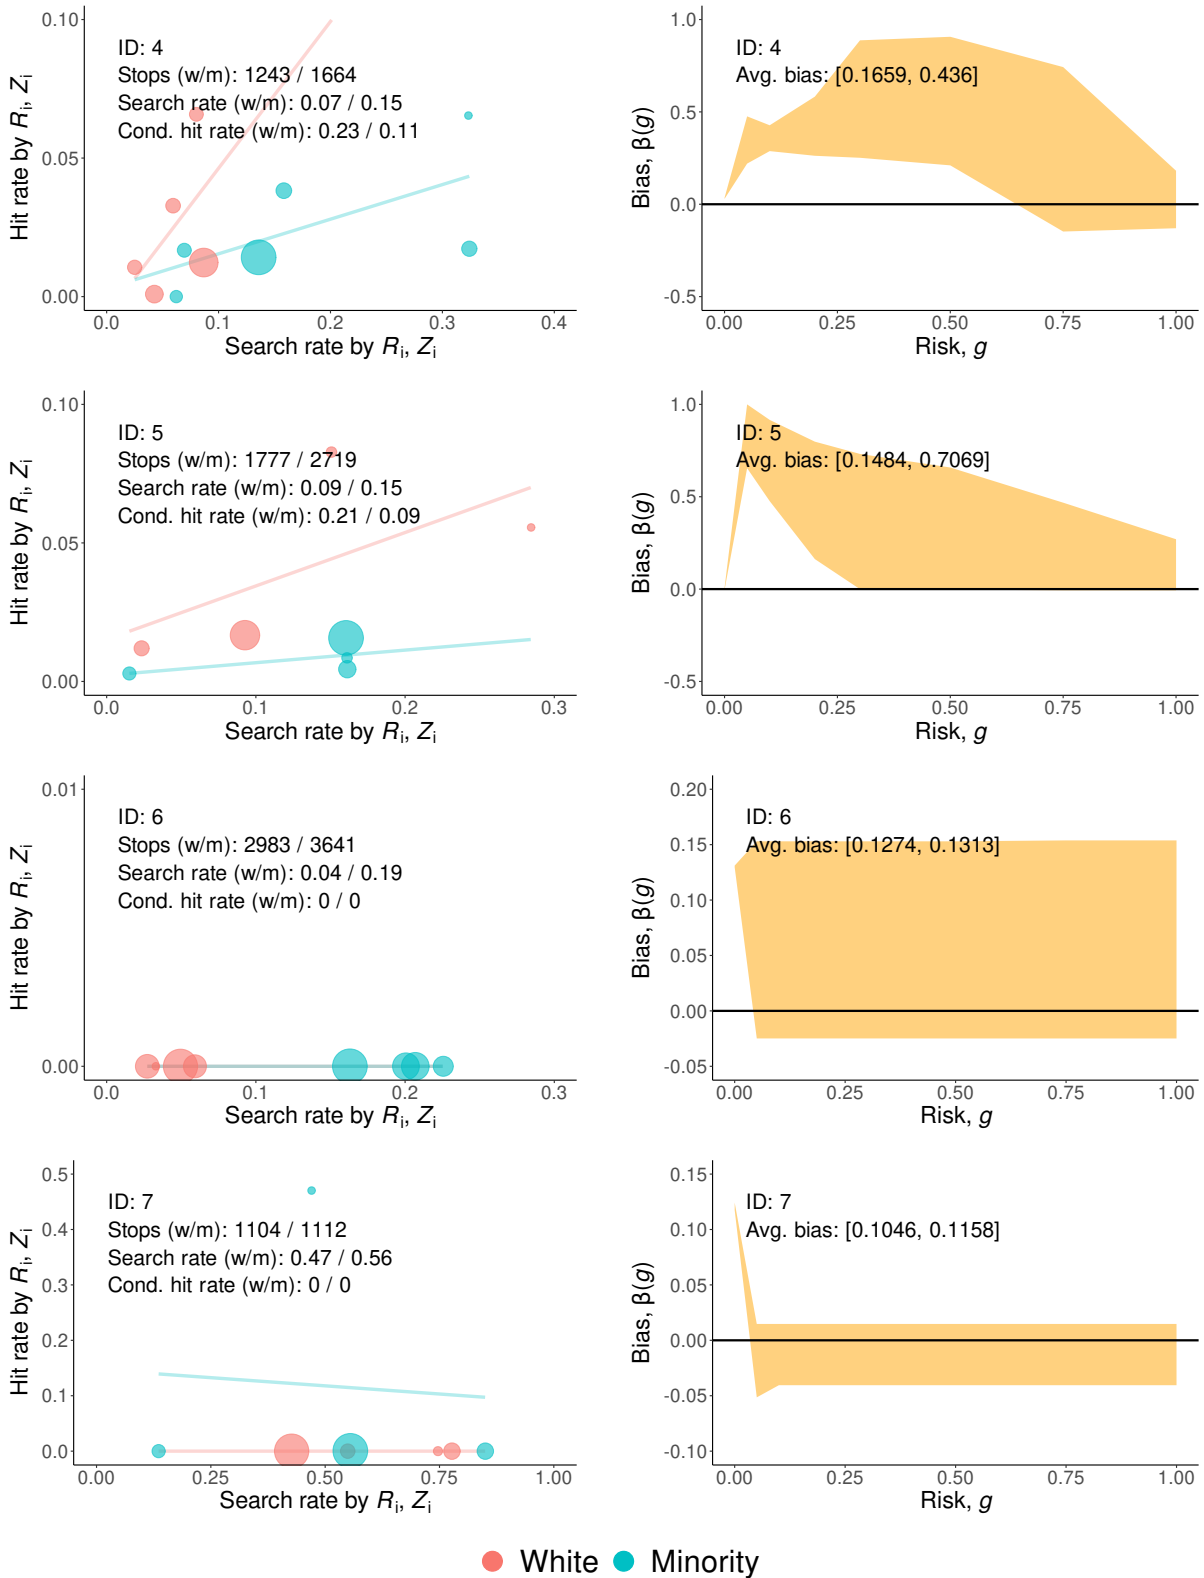 0.10
0.05
0.00
Hit rate by Ri, Zi
ID: 4
Stops (w/m): 1243 / 1664
Search rate (w/m): 0.07 / 0.15
Cond. hit rate (w/m): 0.23 / 0.11
0.0 0.1 0.2 0.3 0.4
Search rate by Ri, Zi
1.0
0.5
0.0
-0.5
Bias, β(g)
ID: 4
Avg. bias: [0.1659, 0.436]
0.00 0.25 0.50 0.75 1.00
Risk, g
0.10
0.05
0.00
Hit rate by Ri, Zi
ID: 5
Stops (w/m): 1777 / 2719
Search rate (w/m): 0.09 / 0.15
Cond. hit rate (w/m): 0.21 / 0.09
0.0 0.1 0.2 0.3
Search rate by Ri, Zi
1.0
0.5
0.0
-0.5
Bias, β(g)
ID: 5
Avg. bias: [0.1484, 0.7069]
0.00 0.25 0.50 0.75 1.00
Risk, g
0.01
0.00
Hit rate by Ri, Zi
ID: 6
Stops (w/m): 2983 / 3641
Search rate (w/m): 0.04 / 0.19
Cond. hit rate (w/m): 0 / 0
0.0 0.1 0.2 0.3
Search rate by Ri, Zi
0.20
0.15
0.10
0.05
0.00
-0.05
Bias, β(g)
ID: 6
Avg. bias: [0.1274, 0.1313]
0.00 0.25 0.50 0.75 1.00
Risk, g
0.5
0.4
0.3
0.2
0.1
0.0
Hit rate by Ri, Zi
ID: 7
Stops (w/m): 1104 / 1112
Search rate (w/m): 0.47 / 0.56
Cond. hit rate (w/m): 0 / 0
0.00 0.25 0.50 0.75 1.00
Search rate by Ri, Zi
0.15
0.10
0.05
0.00
-0.05
-0.10
Bias, β(g)
ID: 7
Avg. bias: [0.1046, 0.1158]
0.00 0.25 0.50 0.75 1.00
Risk, g
White Minority